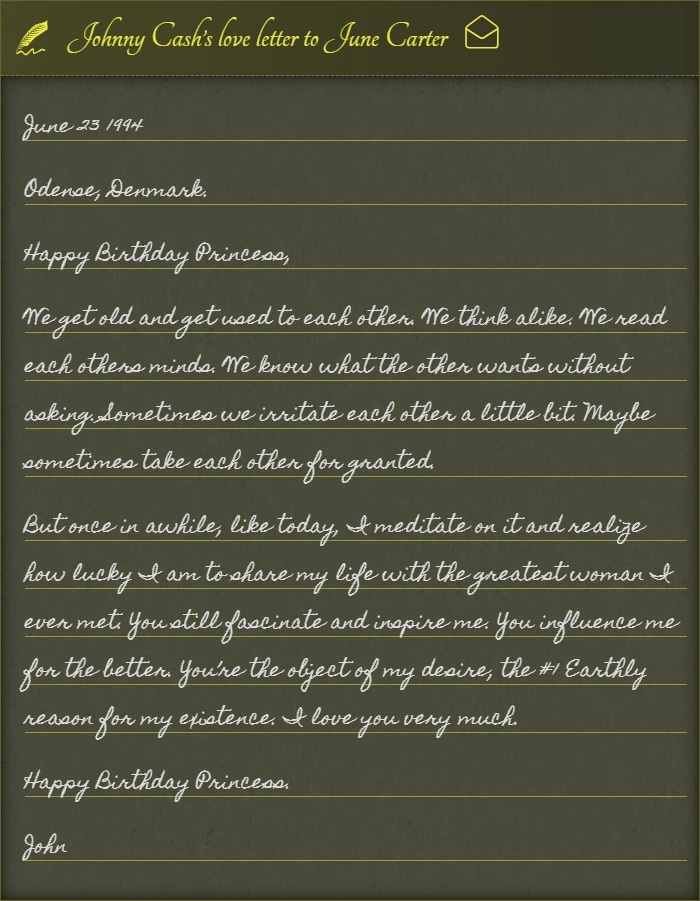 Johnny Cash's love letter to June Carter
June 23 1994
Odense, Denmark.
Happy Birthday Princess,
We get old and get used to each other. We think alike. We read
each others minds. We know what the other wants without
asking. Sometimes we irritate each other a little bit. Maybe
sometimes take each other for granted.
But once in awhile, like today, I meditate on it and realize
how lucky I am to share my life with the greatest woman I
ever met. You still fascinate and inspire me. You influence me
for the better. You're the object of my desire, the #1 Earthly
reason for my existence. I love you very much.
Happy Birthday Princess.
John